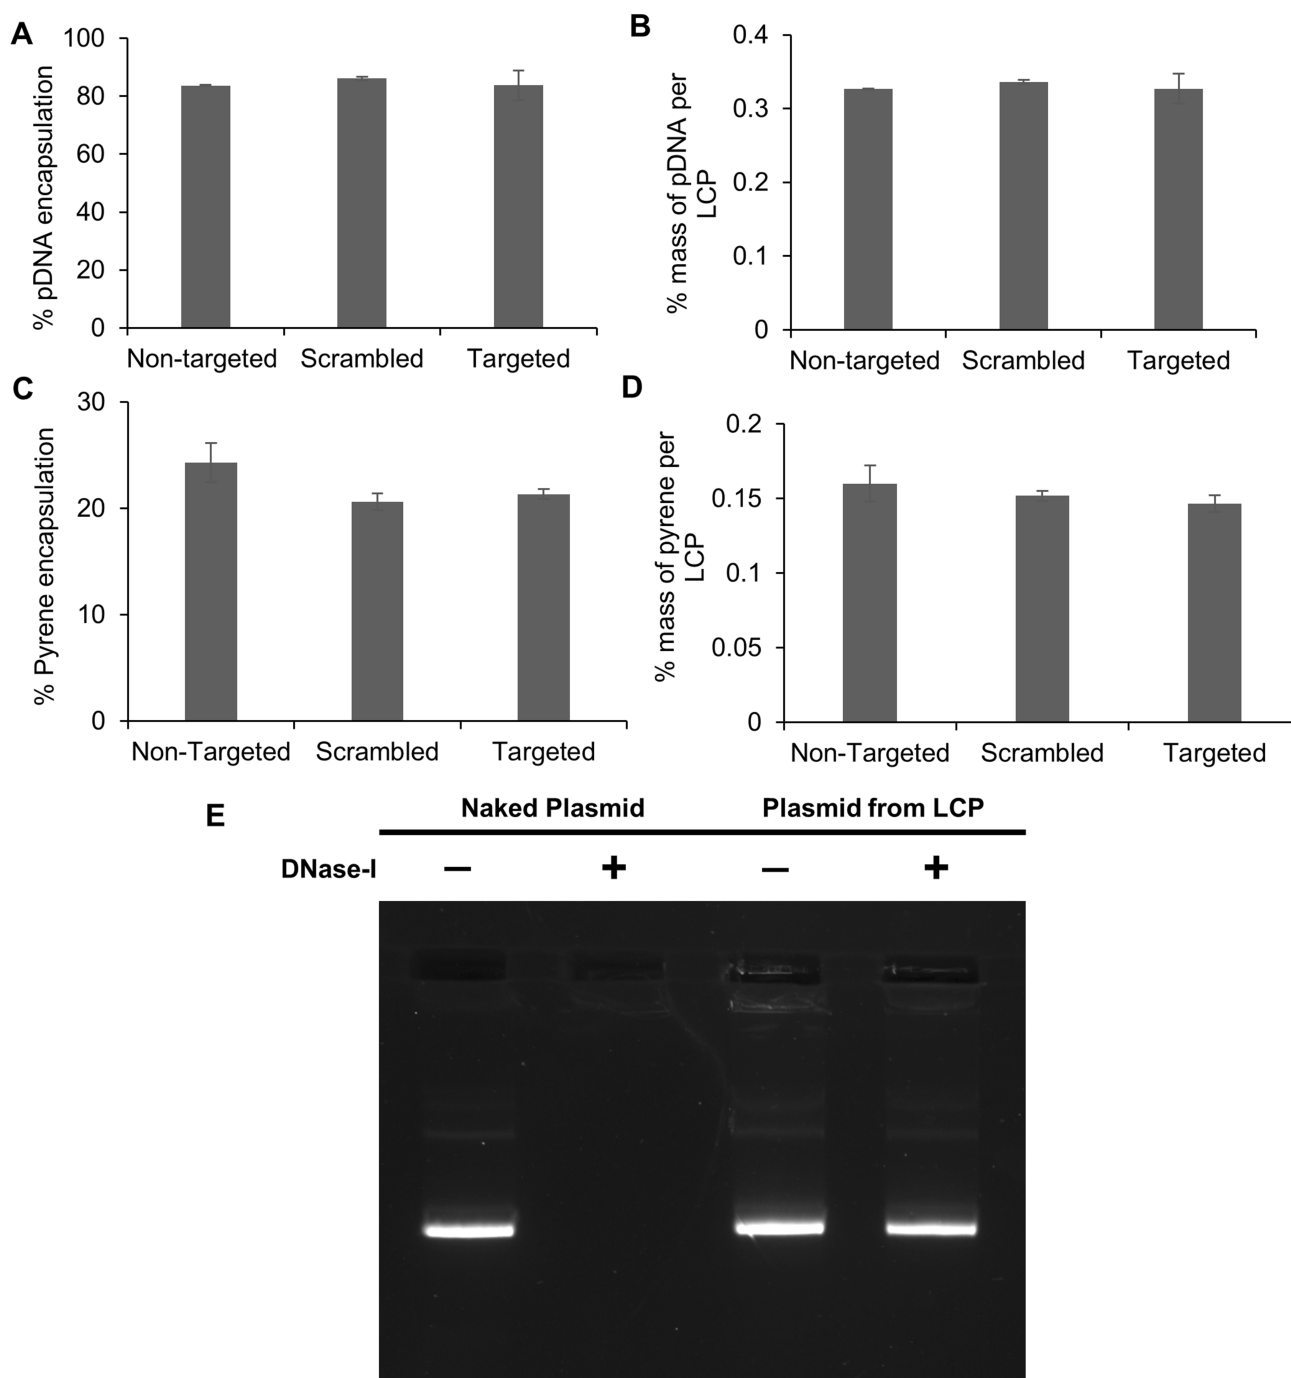 A
% pDNA encapsulation
100
80
60
40
20
0
Non-targeted Scrambled Targeted
B
% mass of pDNA per
LCP
0.4
0.3
0.2
0.1
0
Non-targeted Scrambled Targeted
C
% Pyrene encapsulation
30
20
10
0
Non-Targeted Scrambled Targeted
D
% mass of pyrene per
LCP
0.2
0.15
0.1
0.05
0
Non-Targeted Scrambled Targeted
E
Naked Plasmid Plasmid from LCP
DNase-I − + − +